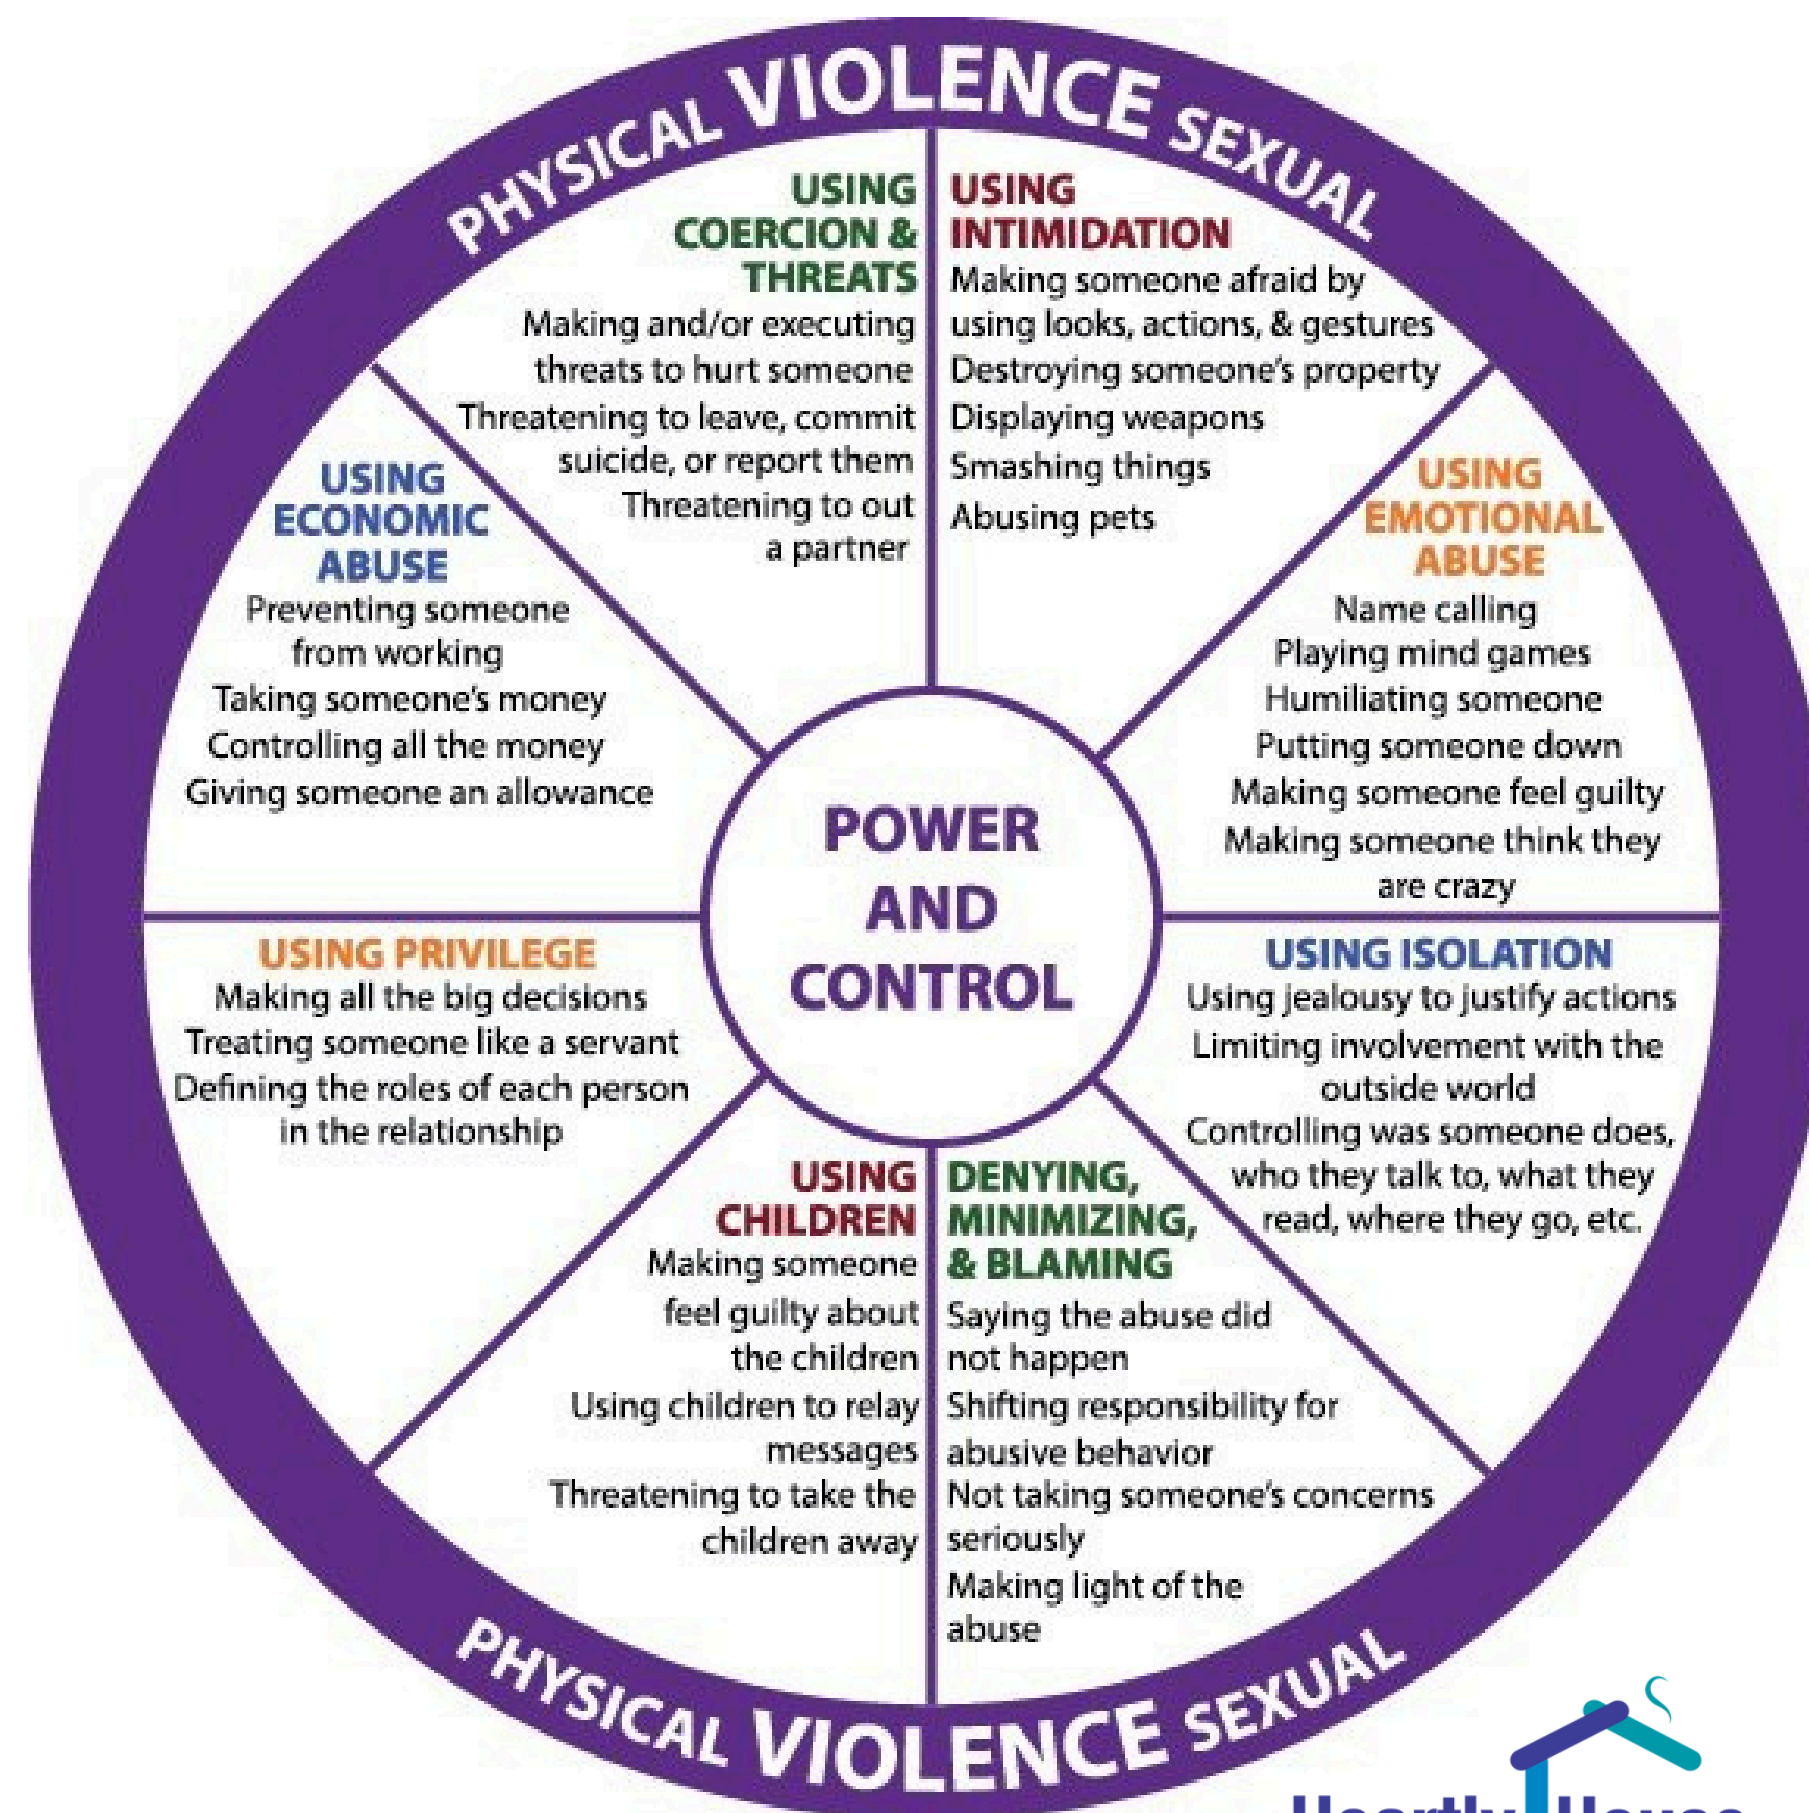 PHYSICAL VIOLENCE SEXUAL
USING
COERCION &
THREATS
Making and/or executing
threats to hurt someone
Threatening to leave, commit
suicide, or report them
Threatening to out
a partner
USING
INTIMIDATION
Making someone afraid by
using looks, actions, & gestures
Destroying someone's property
Displaying weapons
Smashing things
Abusing pets
USING
EMOTIONAL
ABUSE
Name calling
Playing mind games
Humiliating someone
Putting someone down
Making someone feel guilty
Making someone think they
are crazy
USING ISOLATION
Using jealousy to justify actions
Limiting involvement with the
outside world
Controlling was someone does,
who they talk to, what they
read, where they go, etc.
DENYING,
MINIMIZING,
& BLAMING
Saying the abuse did
not happen
Shifting responsibility for
abusive behavior
Not taking someone's concerns
seriously
Making light of the
abuse
USING
CHILDREN
Making someone
feel guilty about
the children
Using children to relay
messages
Threatening to take the
children away
USING PRIVILEGE
Making all the big decisions
Treating someone like a servant
Defining the roles of each person
in the relationship
USING
ECONOMIC
ABUSE
Preventing someone
from working
Taking someone's money
Controlling all the money
Giving someone an allowance
POWER
AND
CONTROL
PHYSICAL VIOLENCE SEXUAL
Heartly House